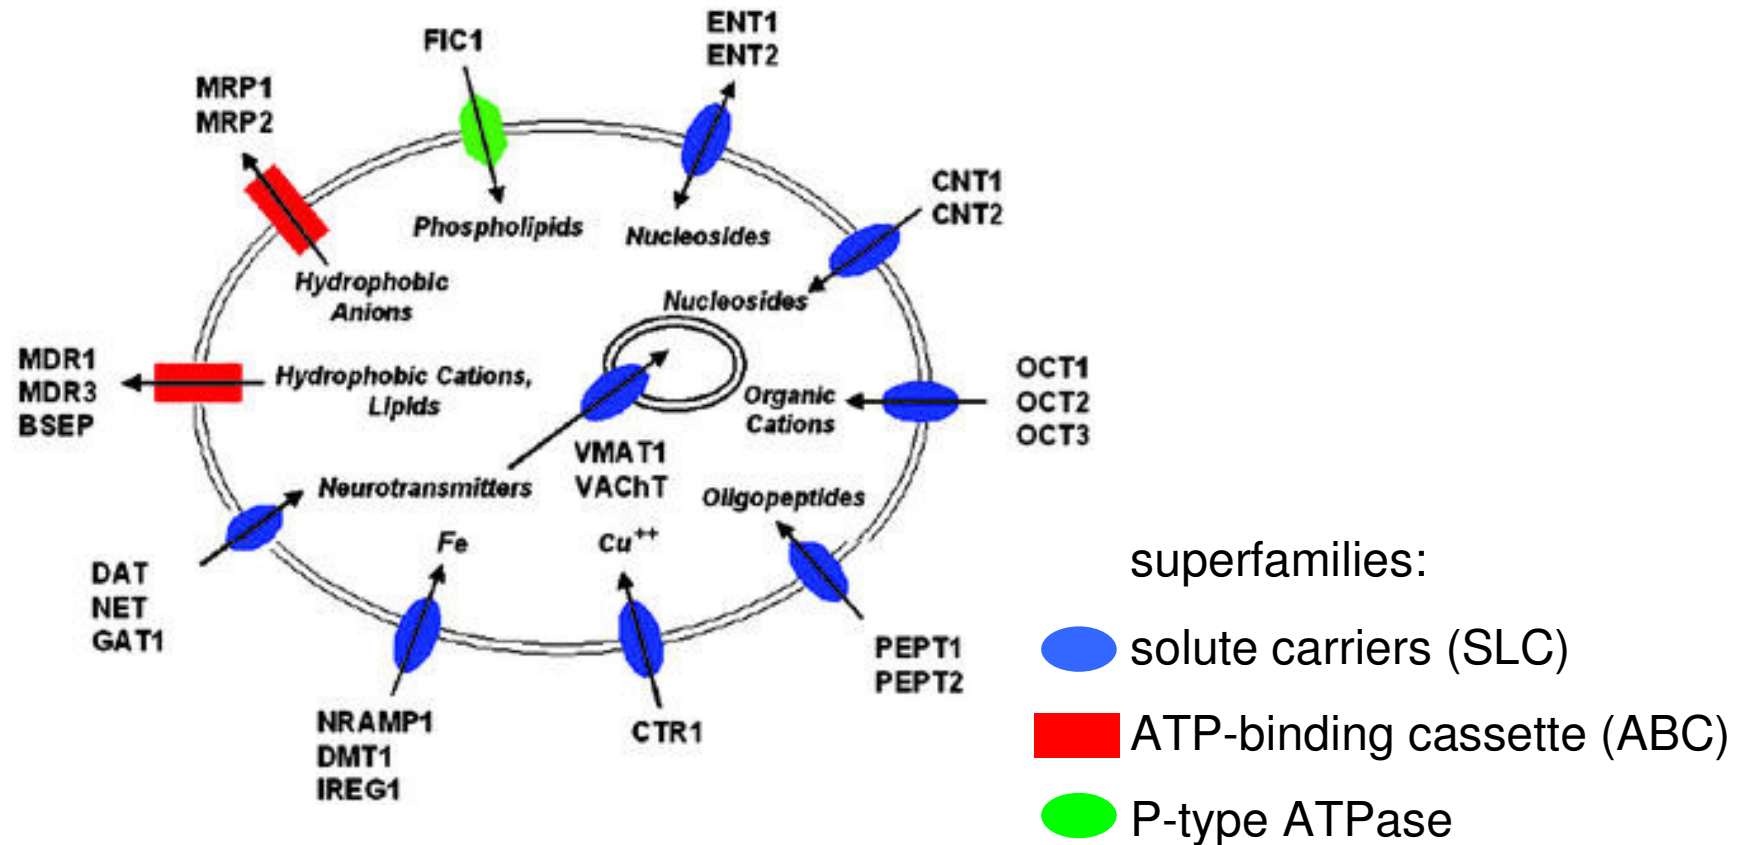 FIC1
ENT1
ENT2
MRP1
MRP2
CNT1
CNT2
Phospholipids
Nucleosides
Hydrophobic
Anions
Nucleosides
MDR1
MDR3
BSEP
Hydrophobic Cations,
Lipids
Organic
Cations
OCT1
OCT2
OCT3
VMAT1
VAChT
Neurotransmitters
Oligopeptides
Fe
Cu++
DAT
NET
GAT1
NRAMP1
DMT1
IREG1
CTR1
PEPT1
PEPT2
superfamilies:
solute carriers (SLC)
ATP-binding cassette (ABC)
P-type ATPase